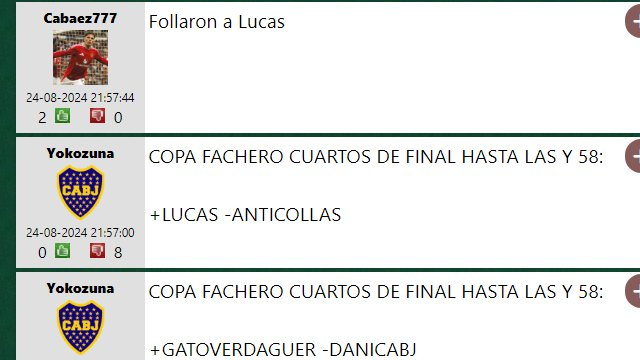 Cabaez777
Follaron a Lucas
24-08-2024 21:57:44
2 0
Yokozuna
COPA FACHERO CUARTOS DE FINAL HASTA LAS Y 58:
CABJ
+LUCAS -ANTICOLLAS
24-08-2024 21:57:00
0 8
Yokozuna
COPA FACHERO CUARTOS DE FINAL HASTA LAS Y 58:
CABJ
+GATOVERDAGUER -DANICABJ